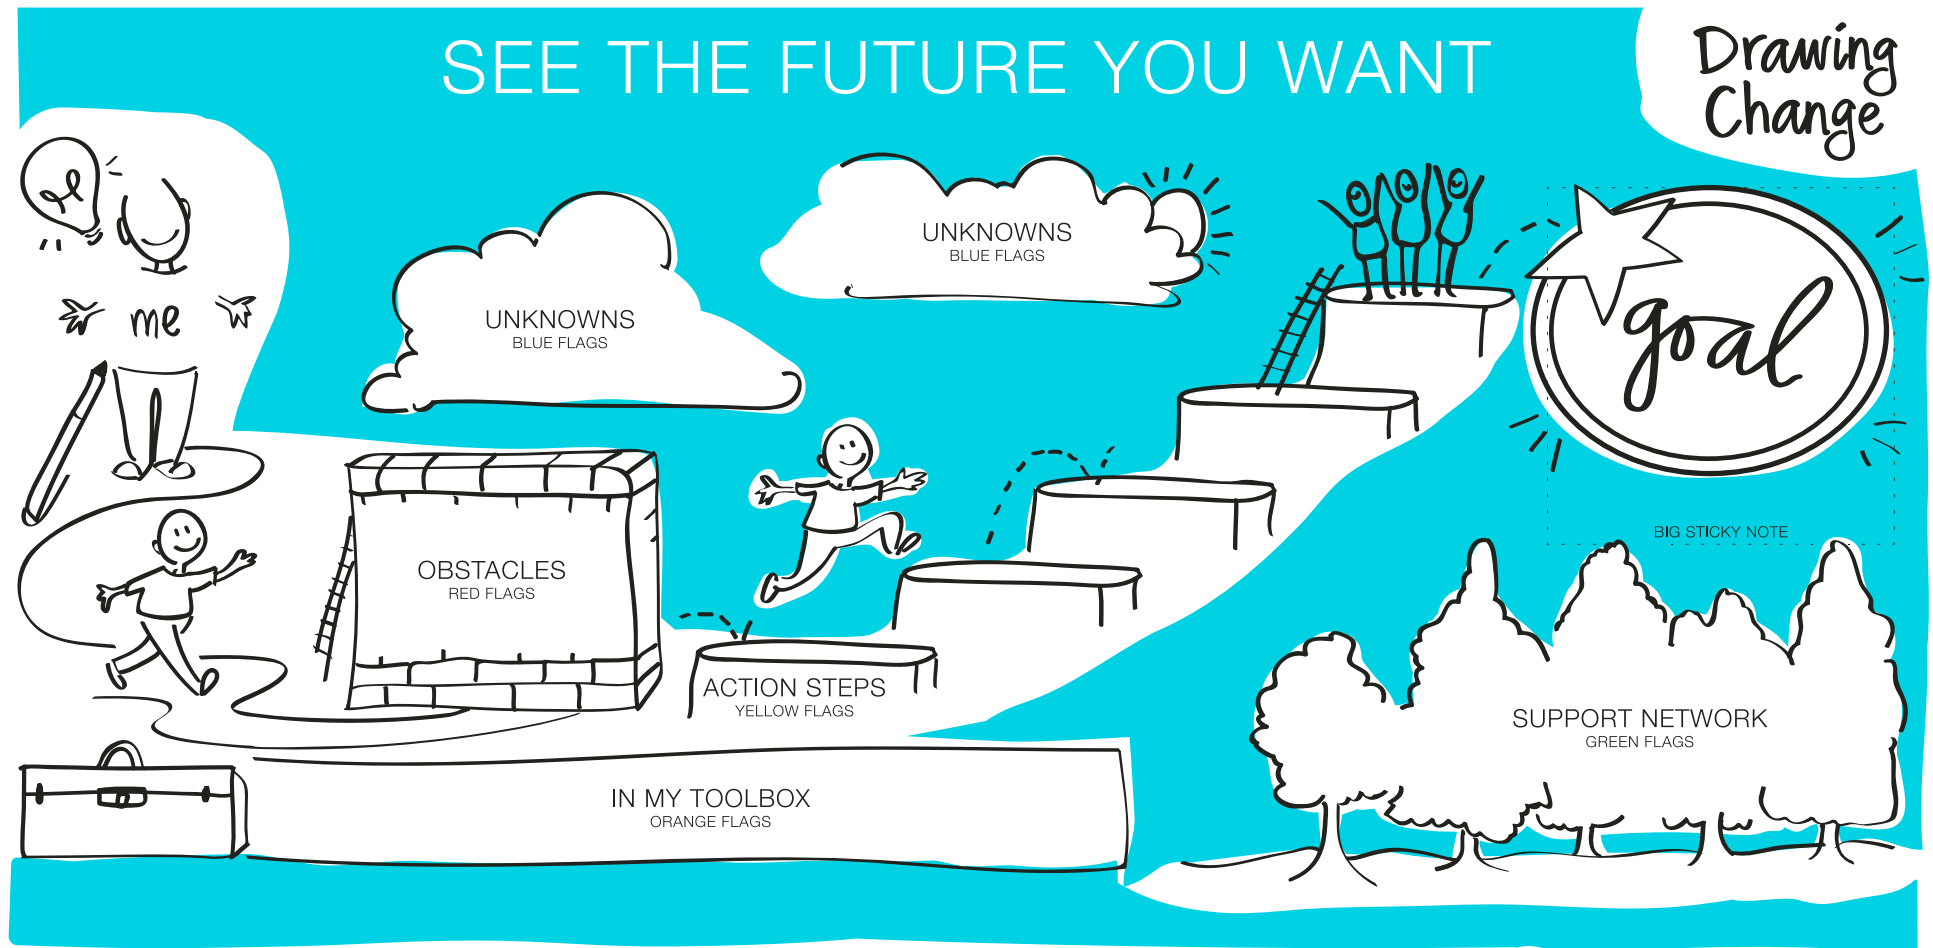 SEE THE FUTURE YOU WANT
Drawing
Change
me
UNKNOWNS
BLUE FLAGS
UNKNOWNS
BLUE FLAGS
goal
BIG STICKY NOTE
OBSTACLES
RED FLAGS
ACTION STEPS
YELLOW FLAGS
SUPPORT NETWORK
GREEN FLAGS
IN MY TOOLBOX
ORANGE FLAGS